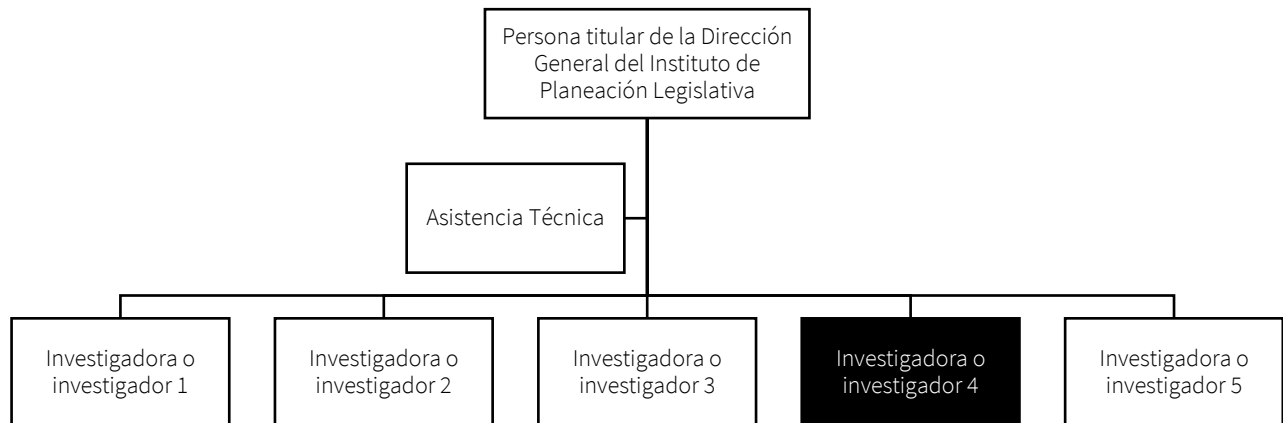 Persona titular de la Dirección
General del Instituto de
Planeación Legislativa
Asistencia Técnica
Investigadora o
investigador 1
Investigadora o
investigador 2
Investigadora o
investigador 3
Investigadora o
investigador 4
Investigadora o
investigador 5